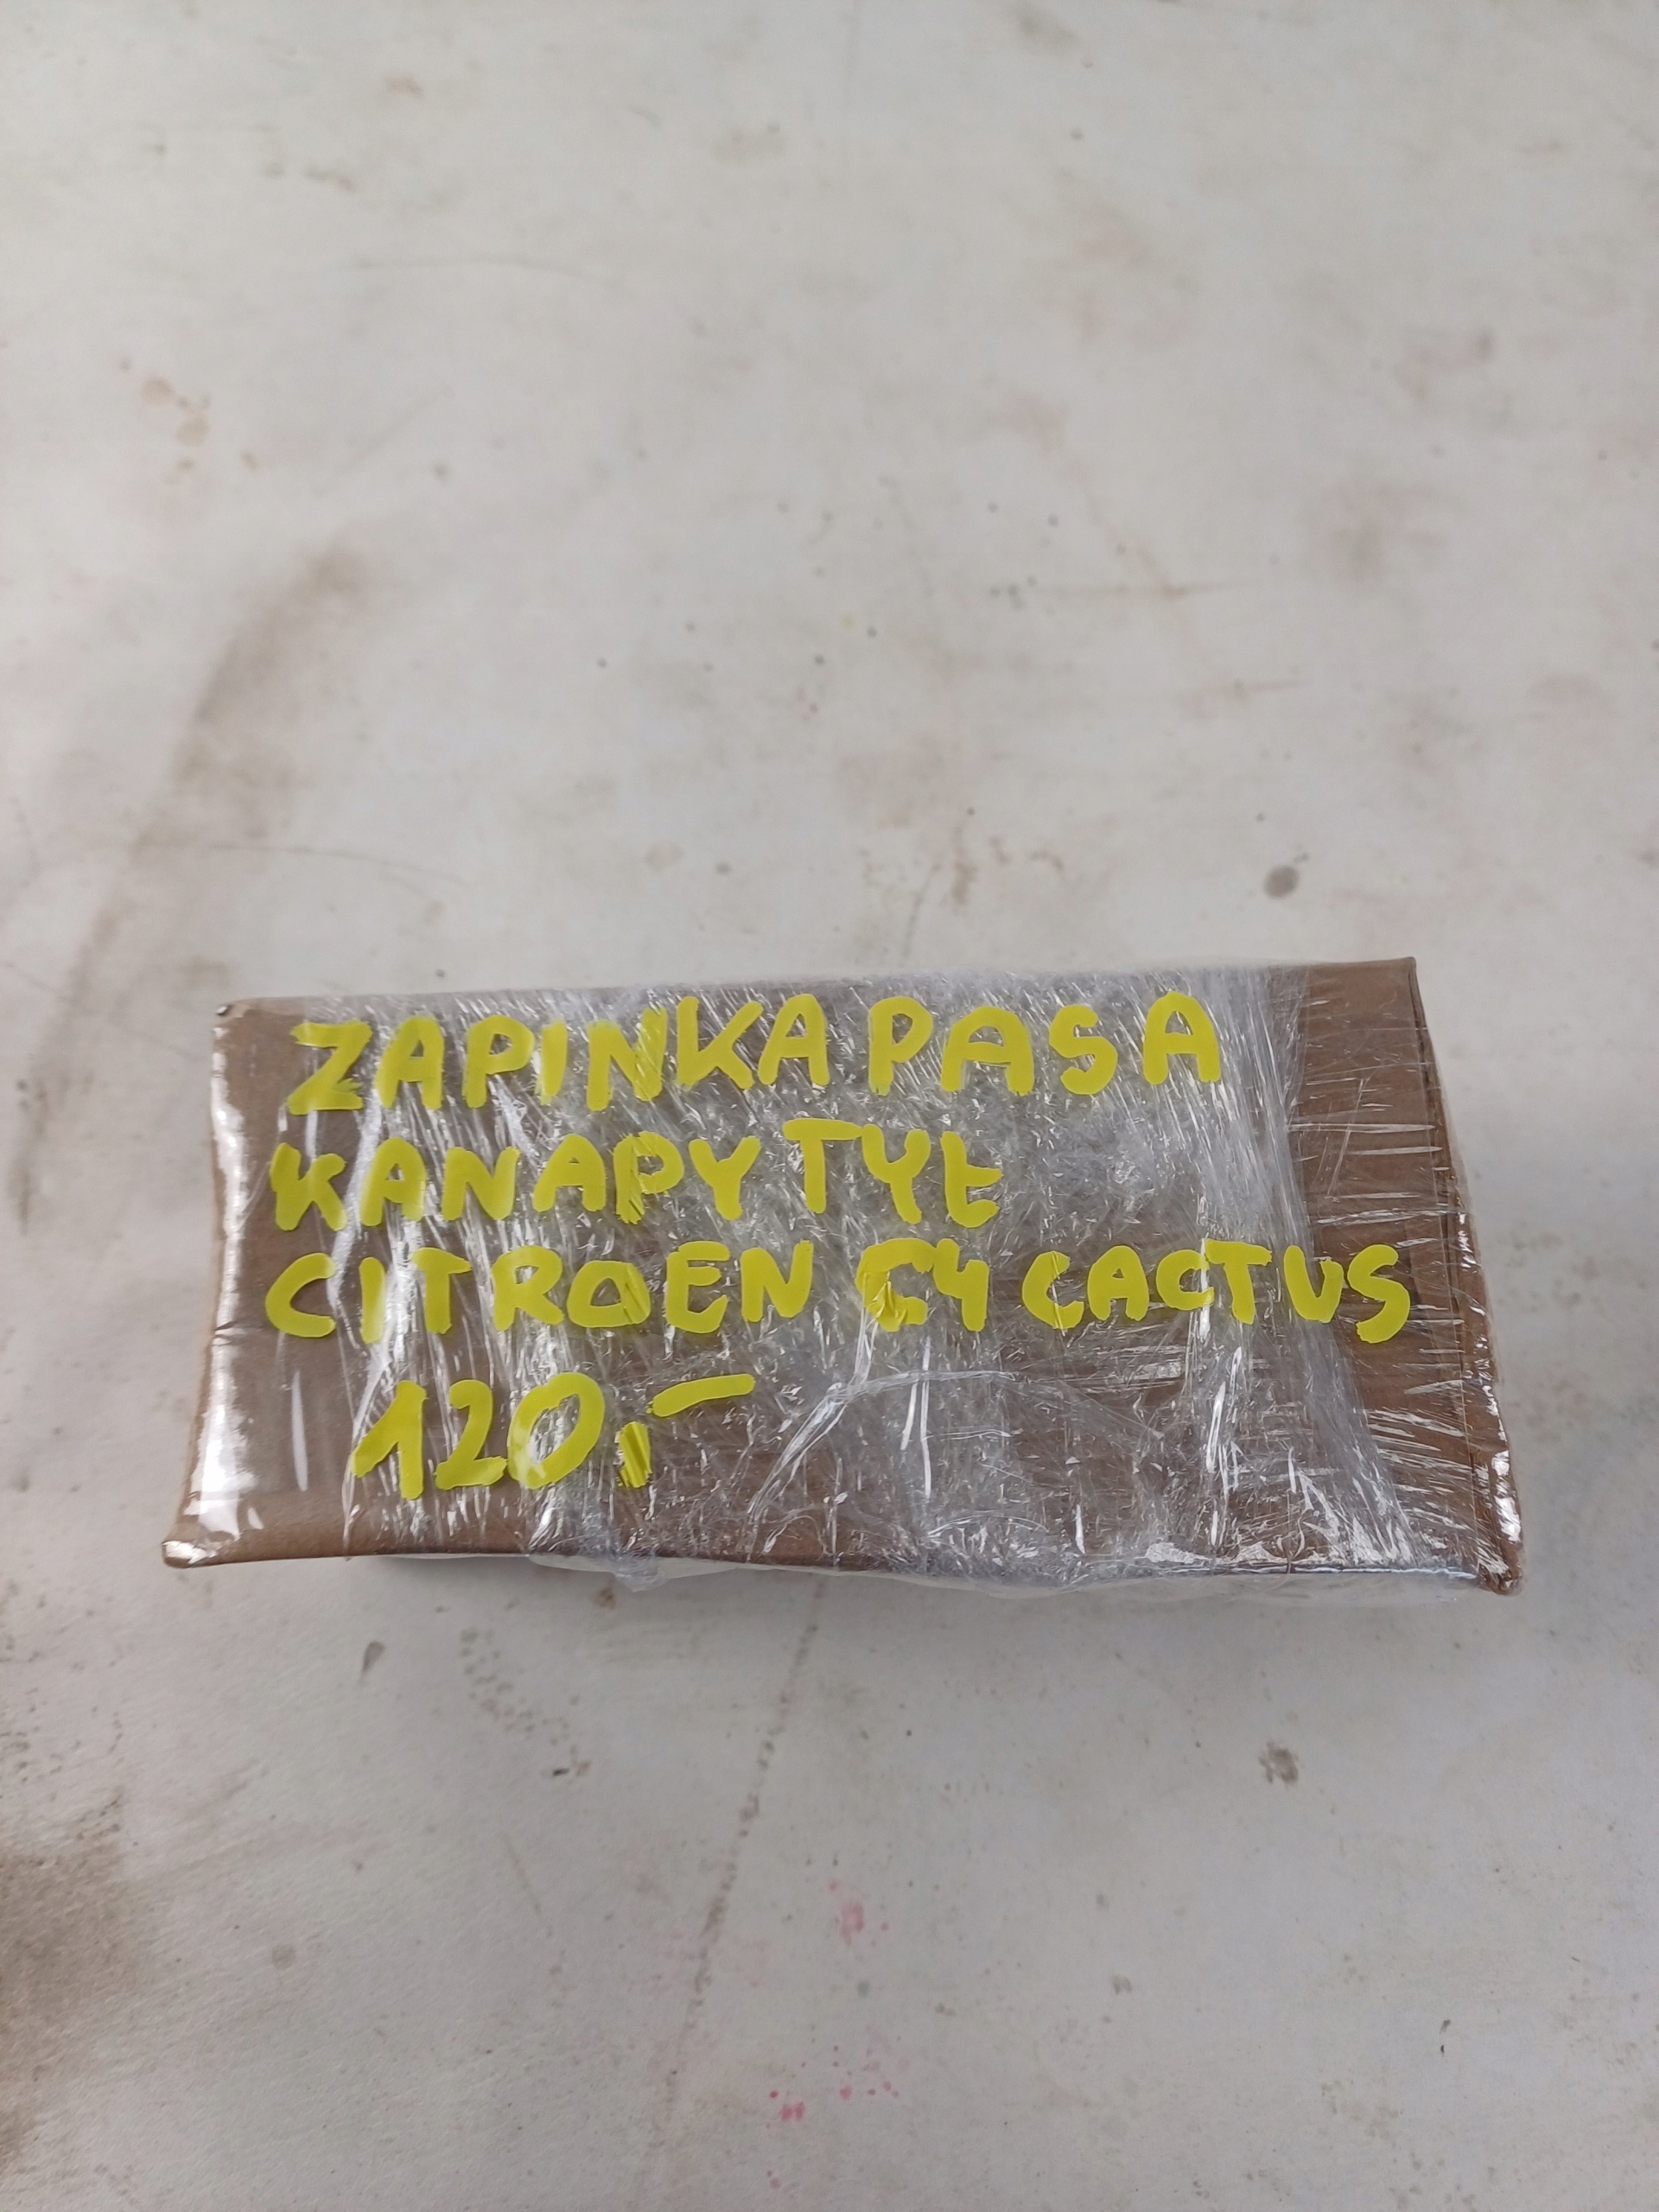 ZAPINKA PASA
KANAPY TYŁ
CITROEN C4 CACTUS
120,-